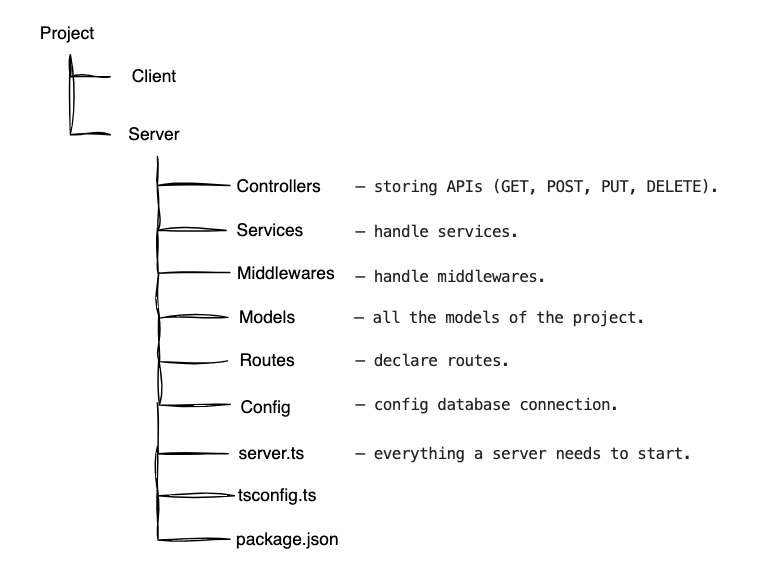 Project
Client
Server
Controllers – storing APIs (GET, POST, PUT, DELETE).
Services – handle services.
Middlewares – handle middlewares.
Models – all the models of the project.
Routes – declare routes.
Config – config database connection.
server.ts – everything a server needs to start.
tsconfig.ts
package.json